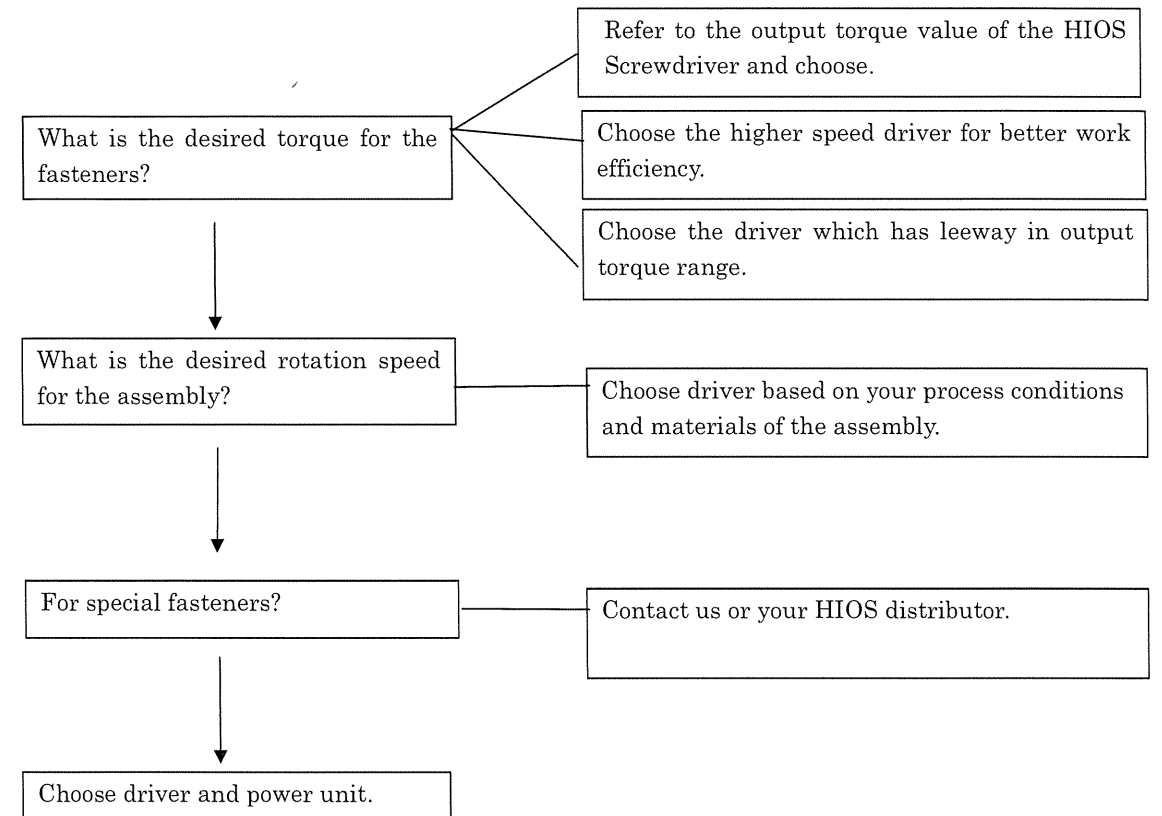 Refer to the output torque value of the HIOS
Screwdriver and choose.
What is the desired torque for the
fasteners?
Choose the higher speed driver for better work
efficiency.
Choose the driver which has leeway in output
torque range.
What is the desired rotation speed
for the assembly?
Choose driver based on your process conditions
and materials of the assembly.
For special fasteners?
Contact us or your HIOS distributor.
Choose driver and power unit.